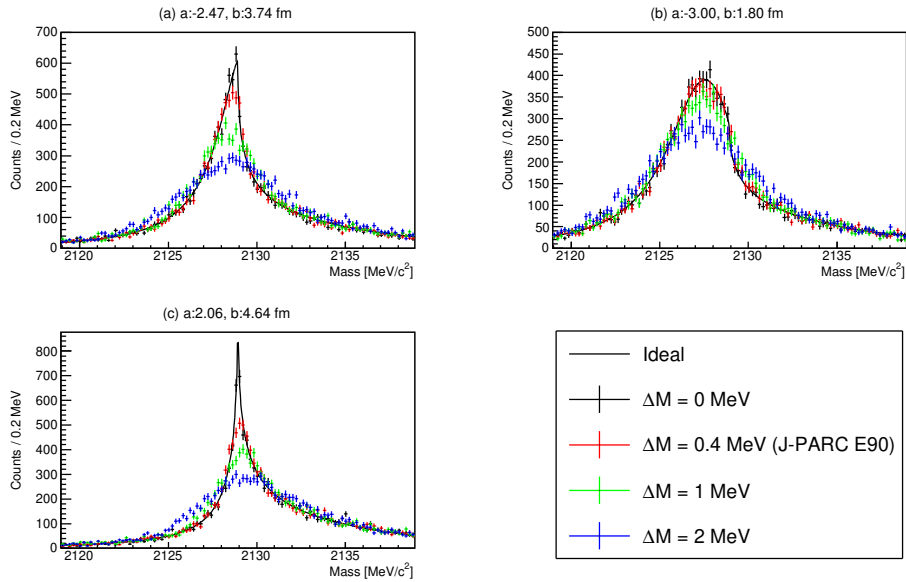 (a) a:-2.47, b:3.74 fm
Counts / 0.2 MeV
0
100
200
300
400
500
600
700
2120
2125
2130
2135
Mass [MeV/c²]
(b) a:-3.00, b:1.80 fm
Counts / 0.2 MeV
0
50
100
150
200
250
300
350
400
450
500
2120
2125
2130
2135
Mass [MeV/c²]
(c) a:2.06, b:4.64 fm
Counts / 0.2 MeV
0
100
200
300
400
500
600
700
800
2120
2125
2130
2135
Mass [MeV/c²]
Ideal
ΔM = 0 MeV
ΔM = 0.4 MeV (J-PARC E90)
ΔM = 1 MeV
ΔM = 2 MeV